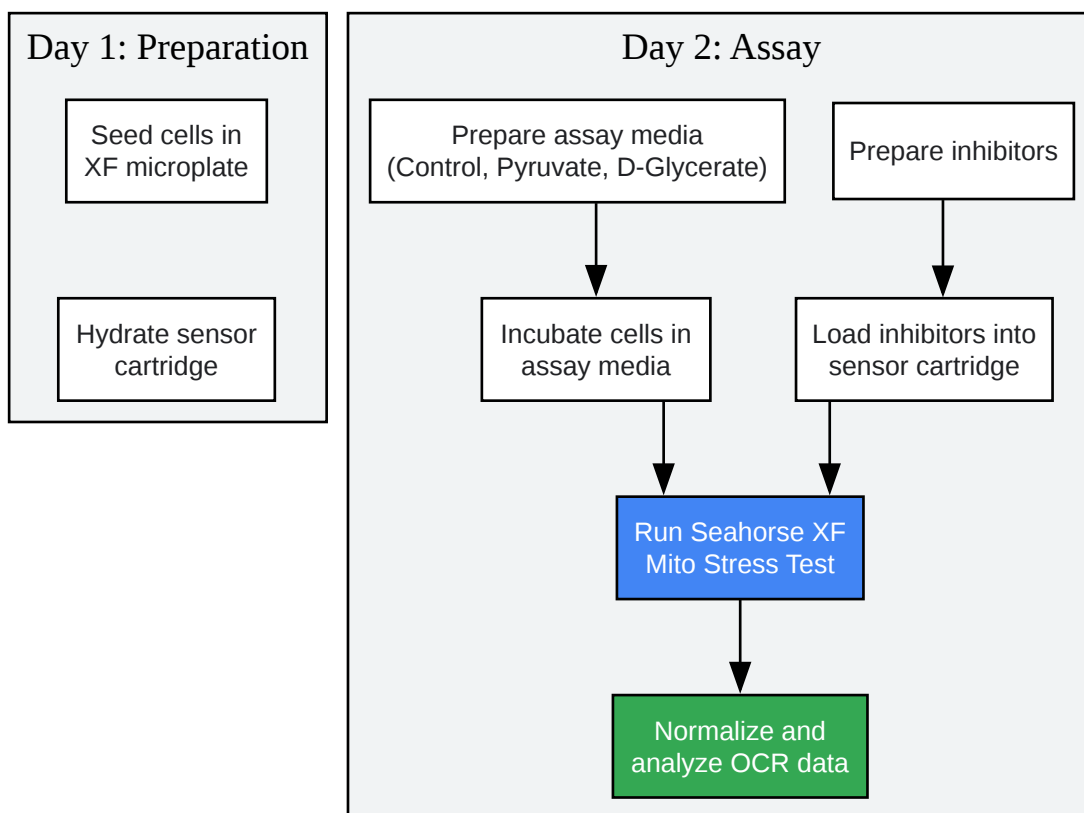 Day 1: Preparation
Seed cells in
XF microplate
Hydrate sensor
cartridge
Day 2: Assay
Prepare assay media
(Control, Pyruvate, D-Glycerate)
Prepare inhibitors
Incubate cells in
assay media
Load inhibitors into
sensor cartridge
Run Seahorse XF
Mito Stress Test
Normalize and
analyze OCR data